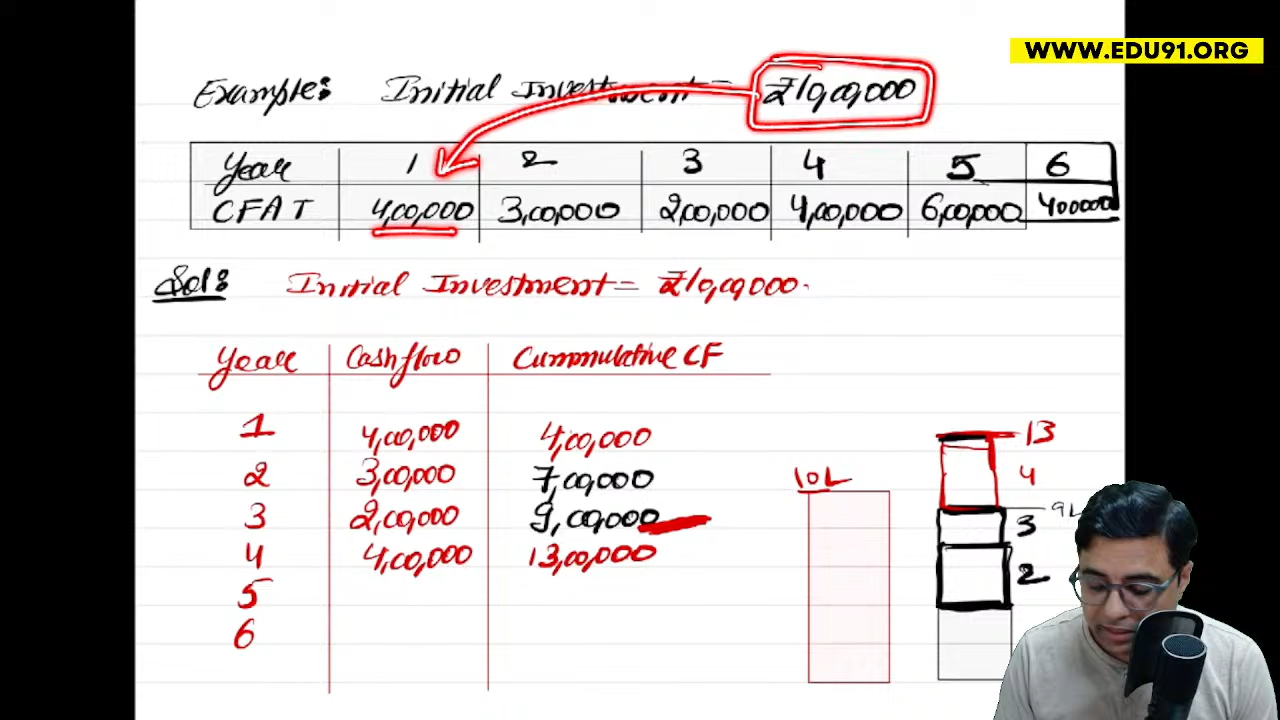 WWW.EDU91.ORG
Example: Initial Investment = ₹10,00,000
Year 1 2 3 4 5 6
CFAT 4,00,000 3,00,000 2,00,000 4,00,000 6,00,000 400000
Sol: Initial Investment = ₹10,00,000.
Year Cashflow Cummulative CF
1 4,00,000 4,00,000
2 3,00,000 7,00,000
3 2,00,000 9,00,000
4 4,00,000 13,00,000
5
6
10L
13
4
9L
3
2